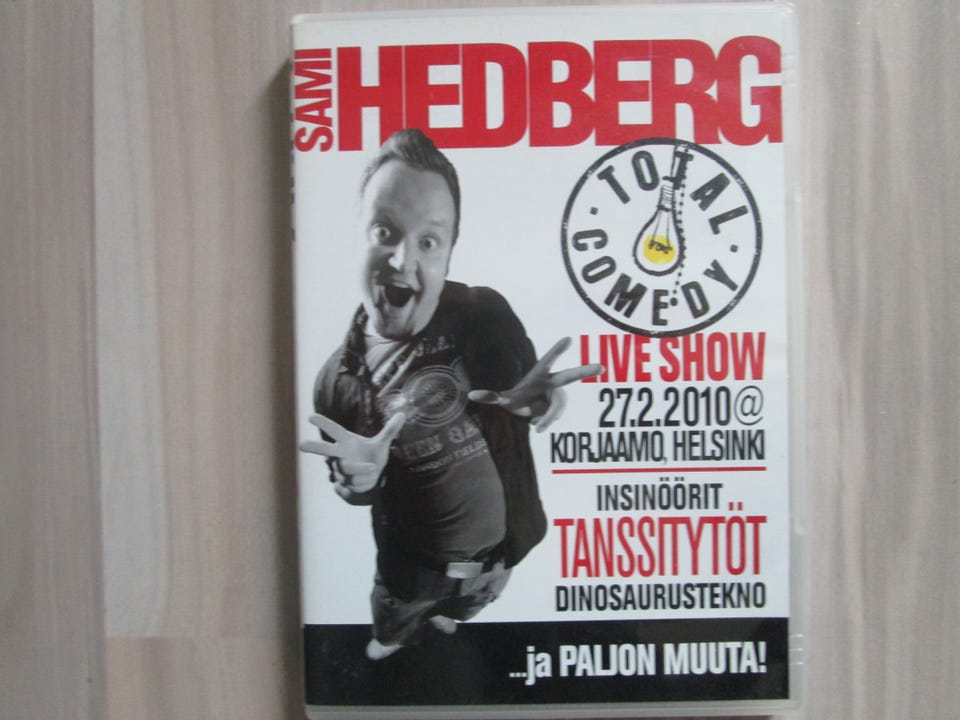 SAMI
HEDBERG
TOTAL
COMEDY
LIVE SHOW
27.2.2010@
KORJAAMO, HELSINKI
INSINÖÖRIT
TANSSITYTÖT
DINOSAURUSTEKNO
...ja PALJON MUUTA!